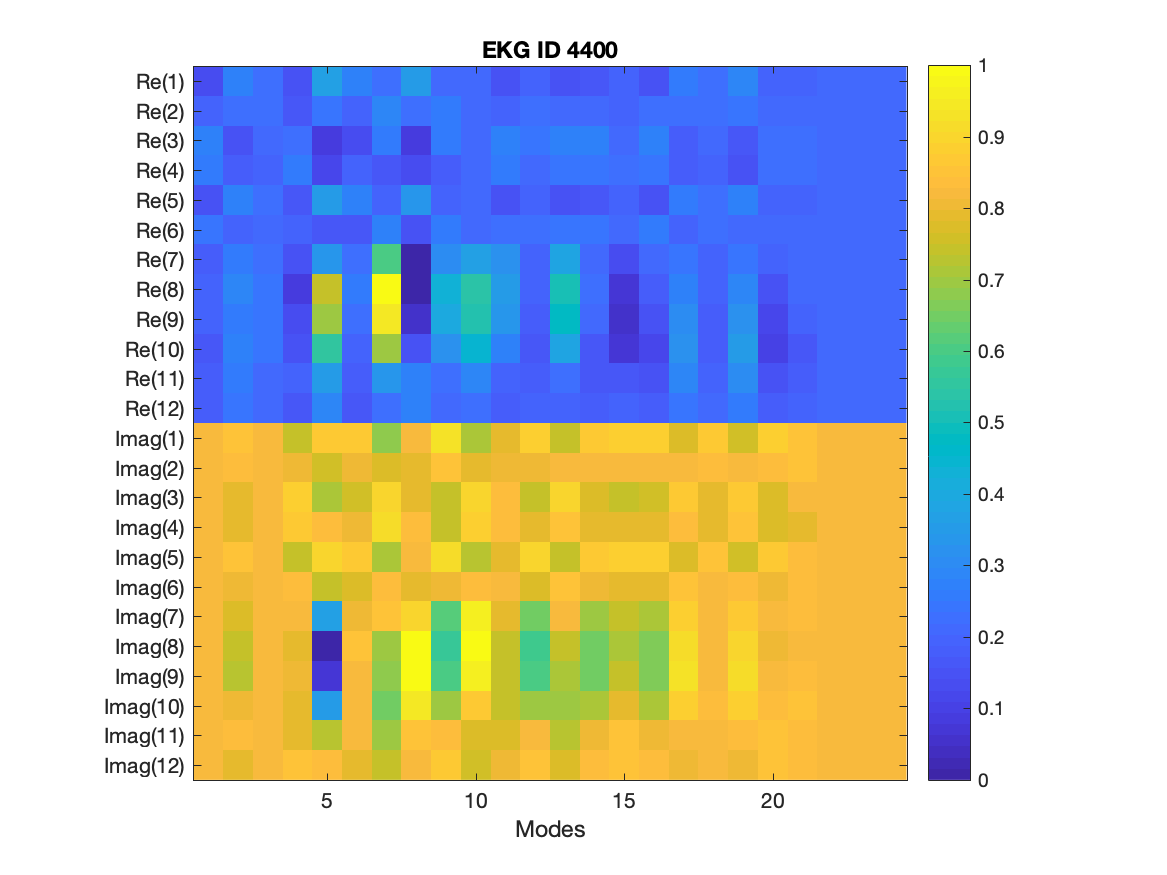 EKG ID 4400
Re(1)
Re(2)
Re(3)
Re(4)
Re(5)
Re(6)
Re(7)
Re(8)
Re(9)
Re(10)
Re(11)
Re(12)
Imag(1)
Imag(2)
Imag(3)
Imag(4)
Imag(5)
Imag(6)
Imag(7)
Imag(8)
Imag(9)
Imag(10)
Imag(11)
Imag(12)
5 10 15 20
Modes
1
0.9
0.8
0.7
0.6
0.5
0.4
0.3
0.2
0.1
0